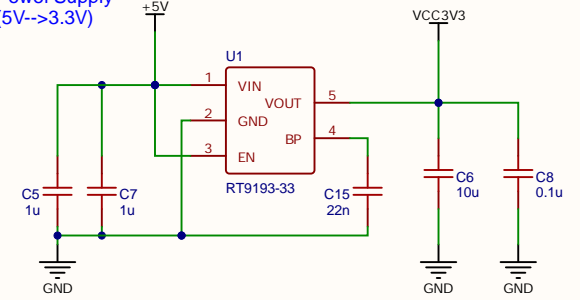 Supply
(5V-->3.3V)
+5V
VCC3V3
U1
1
VIN
VOUT
5
2
GND
BP
4
3
EN
RT9193-33
C5
1u
C7
1u
C15
22n
C6
10u
C8
0.1u
GND
GND
GND